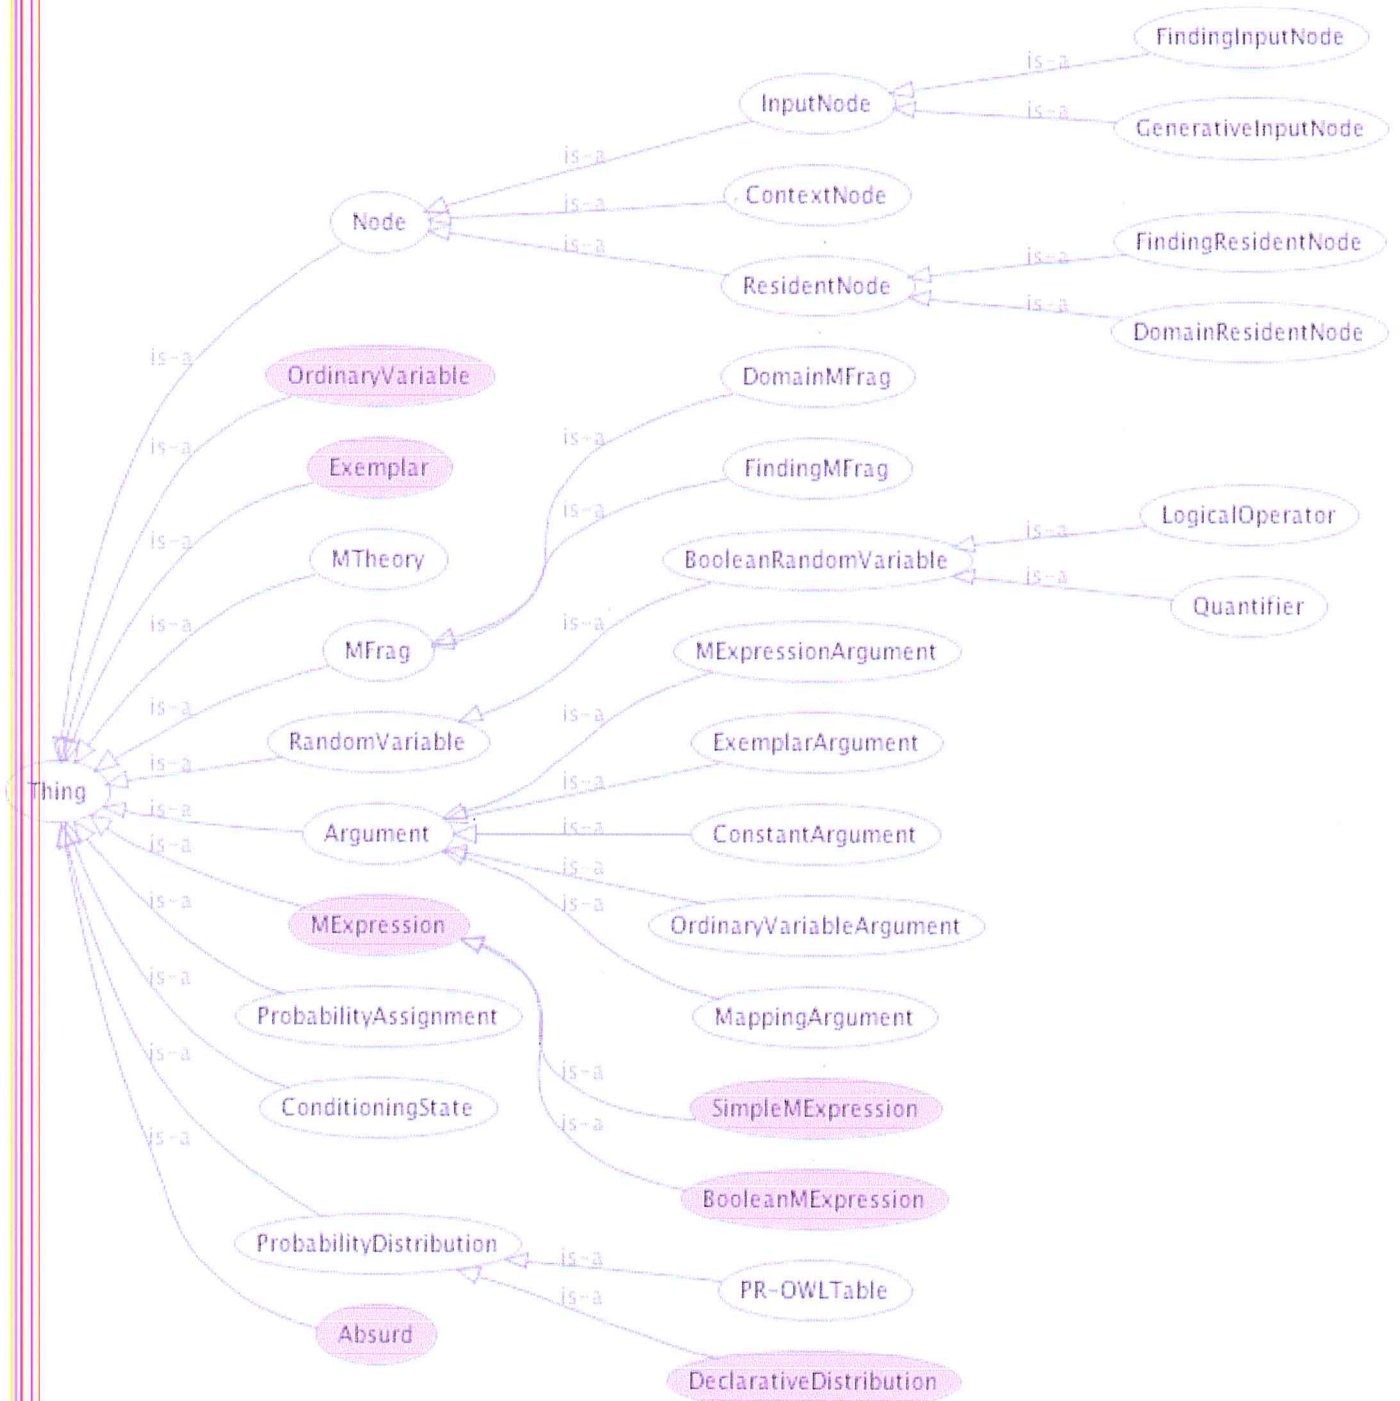 FindingInputNode
is-a
InputNode
is-a
GenerativeInputNode
is-a
ContextNode
is-a
Node
is-a
FindingResidentNode
is-a
ResidentNode
is-a
DomainResidentNode
is-a
OrdinaryVariable
DomainMFrag
is-a
is-a
Exemplar
FindingMFrag
is-a
LogicalOperator
is-a
is-a
MTheory
BooleanRandomVariable
is-a
Quantifier
is-a
is-a
MFrag
MExpressionArgument
is-a
is-a
RandomVariable
ExemplarArgument
is-a
is-a
Thing
is-a
is-a
Argument
ConstantArgument
is-a
is-a
is-a
is-a
MExpression
OrdinaryVariableArgument
is-a
ProbabilityAssignment
MappingArgument
is-a
is-a
ConditioningState
SimpleMExpression
is-a
is-a
BooleanMExpression
ProbabilityDistribution
is-a
PR-OWLTable
is-a
Absurd
DeclarativeDistribution